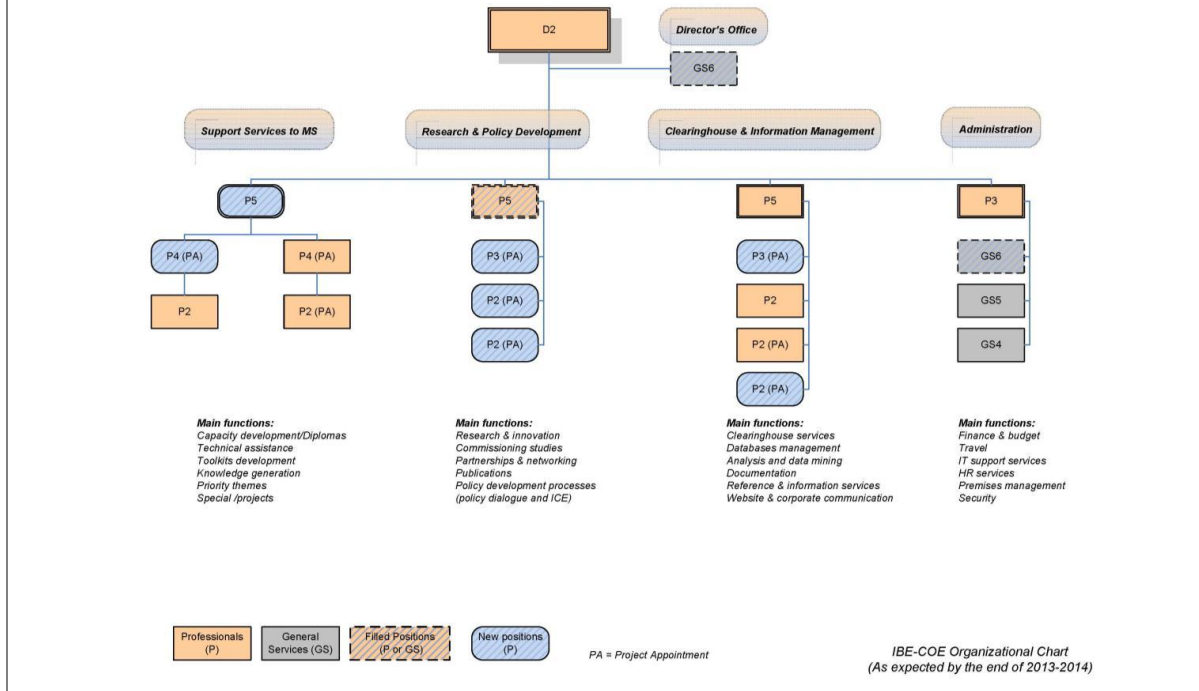 D2
Director's Office
GS6
Support Services to MS
Research & Policy Development
Clearinghouse & Information Management
Administration
P5
P5
P5
P3
P4 (PA)
P4 (PA)
P3 (PA)
P3 (PA)
GS6
P2
P2 (PA)
P2 (PA)
P2
GS5
P2 (PA)
P2 (PA)
GS4
P2 (PA)
Main functions:
Capacity development/Diplomas
Technical assistance
Toolkits development
Knowledge generation
Priority themes
Special /projects
Main functions:
Research & innovation
Commissioning studies
Partnerships & networking
Publications
Policy development processes
(policy dialogue and ICE)
Main functions:
Clearinghouse services
Databases management
Analysis and data mining
Documentation
Reference & information services
Website & corporate communication
Main functions:
Finance & budget
Travel
IT support services
HR services
Premises management
Security
Professionals
(P)
General
Services (GS)
Filled Positions
(P or GS)
New positions
(P)
PA = Project Appointment
IBE-COE Organizational Chart
(As expected by the end of 2013-2014)